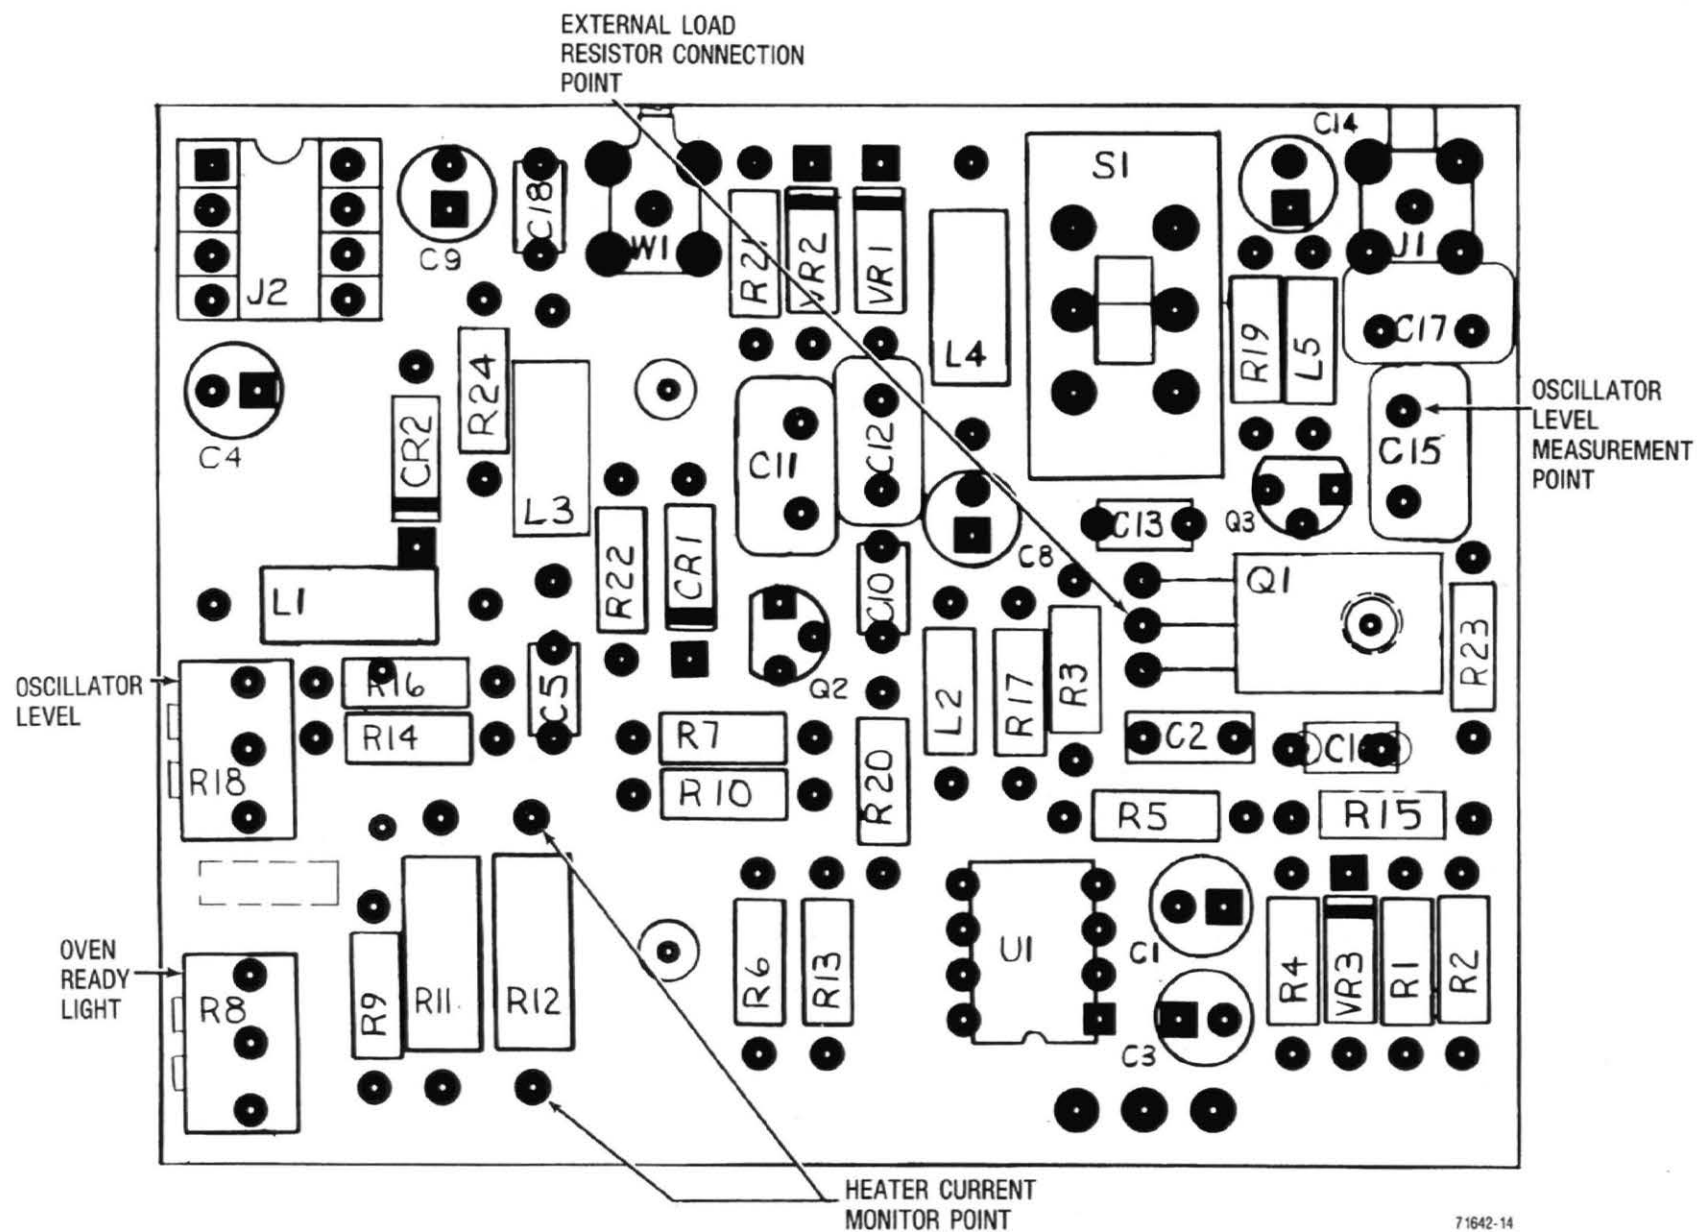 EXTERNAL LOAD
RESISTOR CONNECTION
POINT
C14
S1
J1
C18
W1
R21
VR2
VR1
C9
J2
L4
R19
L5
C17
R24
CR2
C4
L3
C11
C12
C15
OSCILLATOR
LEVEL
MEASUREMENT
POINT
C13
Q3
C8
R22
CR1
C10
Q1
L1
R23
OSCILLATOR
LEVEL
R16
C5
Q2
L2
R17
R3
R14
R7
C2
R18
R10
R20
R5
R15
OVEN
READY
LIGHT
R8
R9
R11
R12
R6
R13
U1
C1
C3
R4
VR3
R1
R2
HEATER CURRENT
MONITOR POINT
71642-14